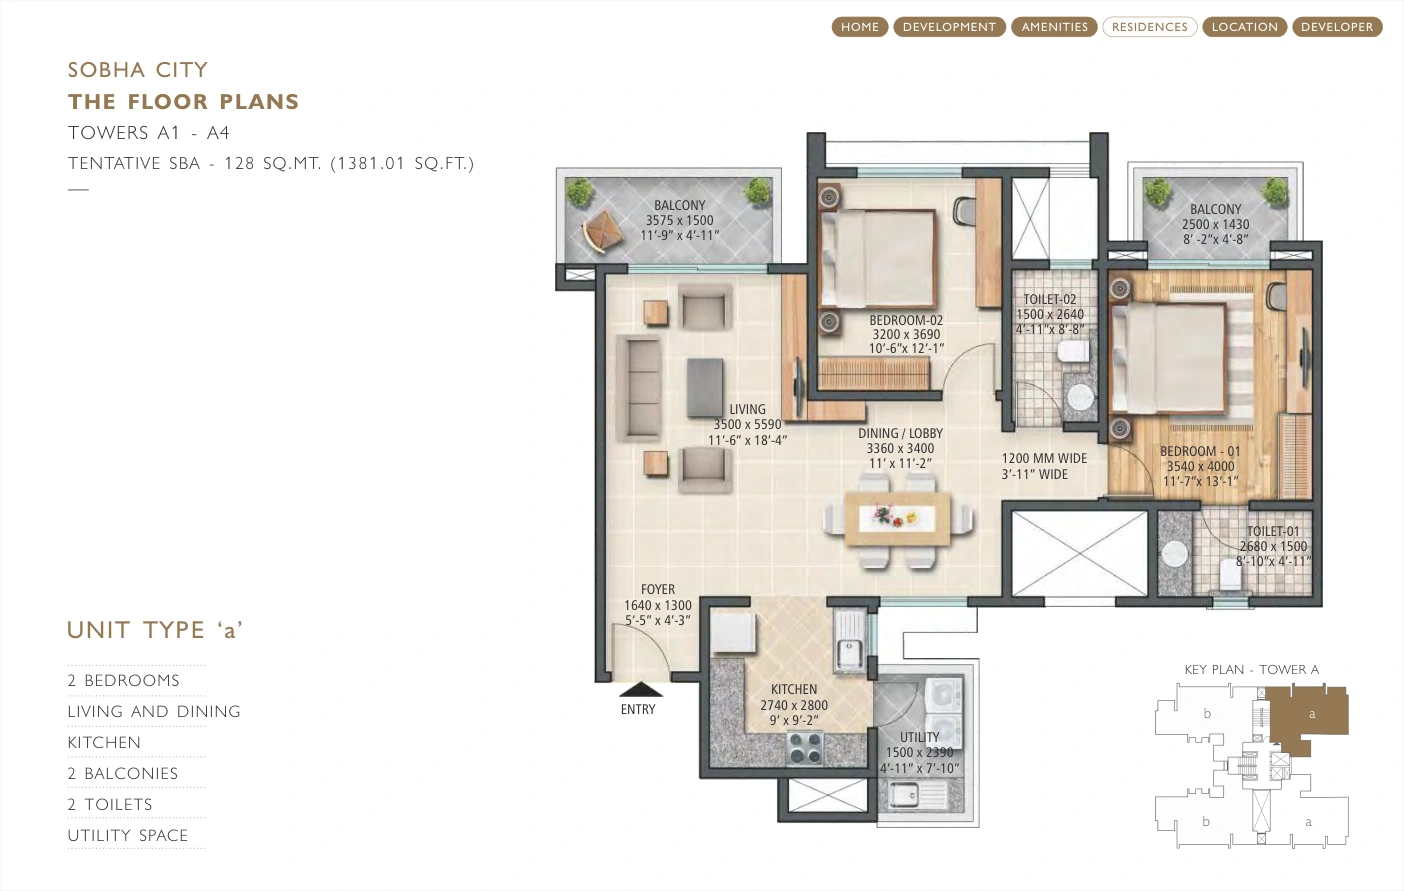 HOME
DEVELOPMENT
AMENITIES
RESIDENCES
LOCATION
DEVELOPER
SOBHA CITY
THE FLOOR PLANS
TOWERS A1 - A4
TENTATIVE SBA - 128 SQ.MT. (1381.01 SQ.FT.)
BALCONY
3575 x 1500
11’-9” x 4’-11”
BALCONY
2500 x 1430
8’ -2”x 4’-8”
BEDROOM-02
3200 x 3690
10’-6”x 12’-1”
TOILET-02
1500 x 2640
4’-11”x 8’-8”
LIVING
3500 x 5590
11’-6” x 18’-4”
DINING / LOBBY
3360 x 3400
11’ x 11’-2”
1200 MM WIDE
3’-11” WIDE
BEDROOM - 01
3540 x 4000
11’-7”x 13’-1”
TOILET-01
2680 x 1500
8’-10”x 4’-11”
FOYER
1640 x 1300
5’-5” x 4’-3”
ENTRY
KITCHEN
2740 x 2800
9’ x 9’-2”
UTILITY
1500 x 2390
4’-11” x 7’-10”
UNIT TYPE ‘a’
2 BEDROOMS
LIVING AND DINING
KITCHEN
2 BALCONIES
2 TOILETS
UTILITY SPACE
KEY PLAN - TOWER A
b
a
b
a